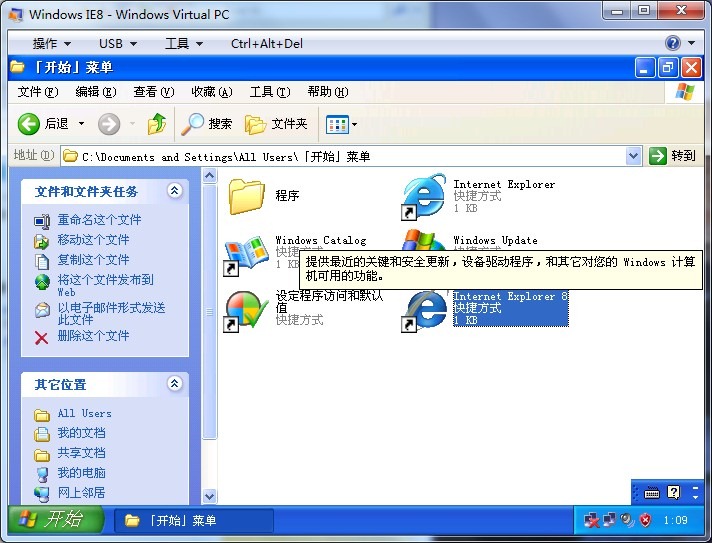 Windows IE8 - Windows Virtual PC
操作 USB 工具 Ctrl+Alt+Del
「开始」菜单
文件(F) 编辑(E) 查看(V) 收藏(A) 工具(T) 帮助(H)
后退 搜索 文件夹
地址(D) C:\Documents and Settings\All Users\「开始」菜单 转到
文件和文件夹任务
重命名这个文件
移动这个文件
复制这个文件
将这个文件发布到
Web
以电子邮件形式发送
此文件
删除这个文件
其它位置
All Users
我的文档
共享文档
我的电脑
网上邻居
程序
Internet Explorer
快捷方式
1 KB
Windows Catalog
快捷方式
1 KB
Windows Update
提供最近的关键和安全更新，设备驱动程序，和其它对您的 Windows 计算
机可用的功能。
设定程序访问和默认
值
快捷方式
Internet Explorer 8
快捷方式
1 KB
开始 「开始」菜单 1:09